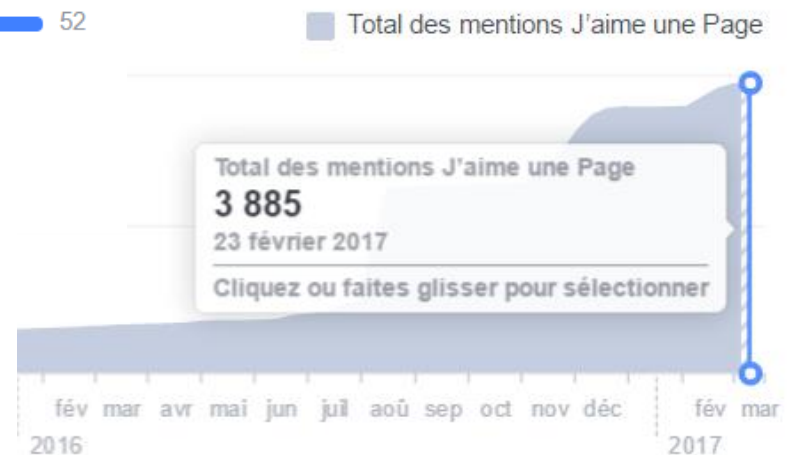 52
Total des mentions J'aime une Page
Total des mentions J'aime une Page
3 885
23 février 2017
Cliquez ou faites glisser pour sélectionner
fév mar avr mai jun juil aoû sep oct nov déc fév mar
2016 2017